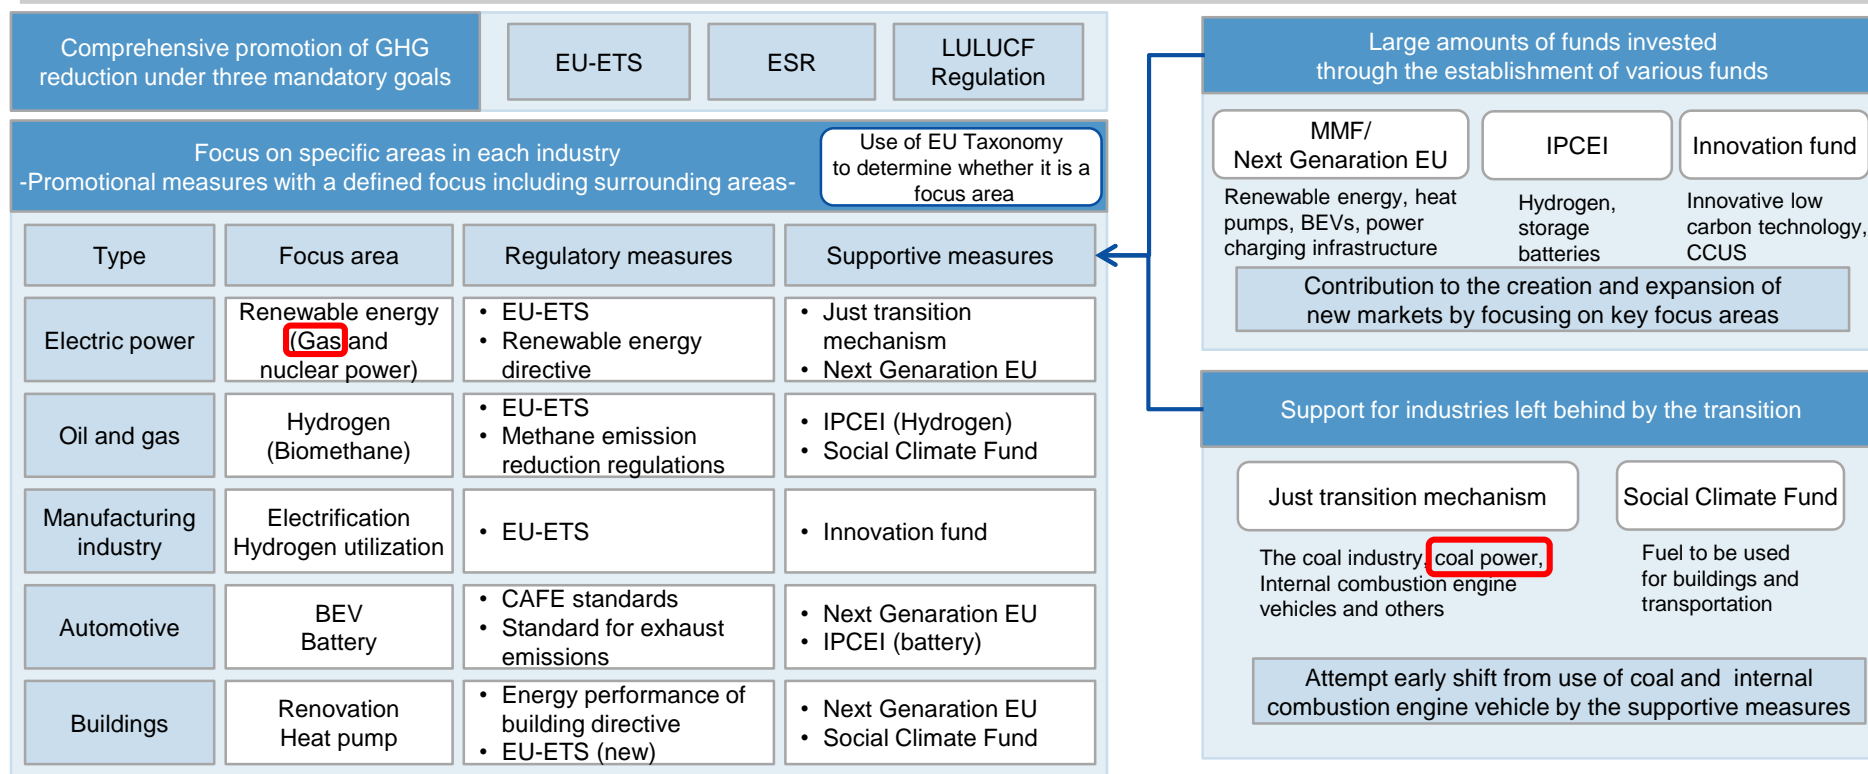 Comprehensive promotion of GHG
reduction under three mandatory goals
EU-ETS
ESR
LULUCF
Regulation
Focus on specific areas in each industry
-Promotional measures with a defined focus including surrounding areas-
Use of EU Taxonomy
to determine whether it is a
focus area
Type
Focus area
Regulatory measures
Supportive measures
Electric power
Renewable energy
(Gas and
nuclear power)
• EU-ETS
• Renewable energy
directive
• Just transition
mechanism
• Next Genaration EU
Oil and gas
Hydrogen
(Biomethane)
• EU-ETS
• Methane emission
reduction regulations
• IPCEI (Hydrogen)
• Social Climate Fund
Manufacturing
industry
Electrification
Hydrogen utilization
• EU-ETS
• Innovation fund
Automotive
BEV
Battery
• CAFE standards
• Standard for exhaust
emissions
• Next Genaration EU
• IPCEI (battery)
Buildings
Renovation
Heat pump
• Energy performance of
building directive
• EU-ETS (new)
• Next Genaration EU
• Social Climate Fund
Large amounts of funds invested
through the establishment of various funds
MMF/
Next Genaration EU
IPCEI
Innovation fund
Renewable energy, heat
pumps, BEVs, power
charging infrastructure
Hydrogen,
storage
batteries
Innovative low
carbon technology,
CCUS
Contribution to the creation and expansion of
new markets by focusing on key focus areas
Support for industries left behind by the transition
Just transition mechanism
Social Climate Fund
The coal industry, coal power,
Internal combustion engine
vehicles and others
Fuel to be used
for buildings and
transportation
Attempt early shift from use of coal and internal
combustion engine vehicle by the supportive measures